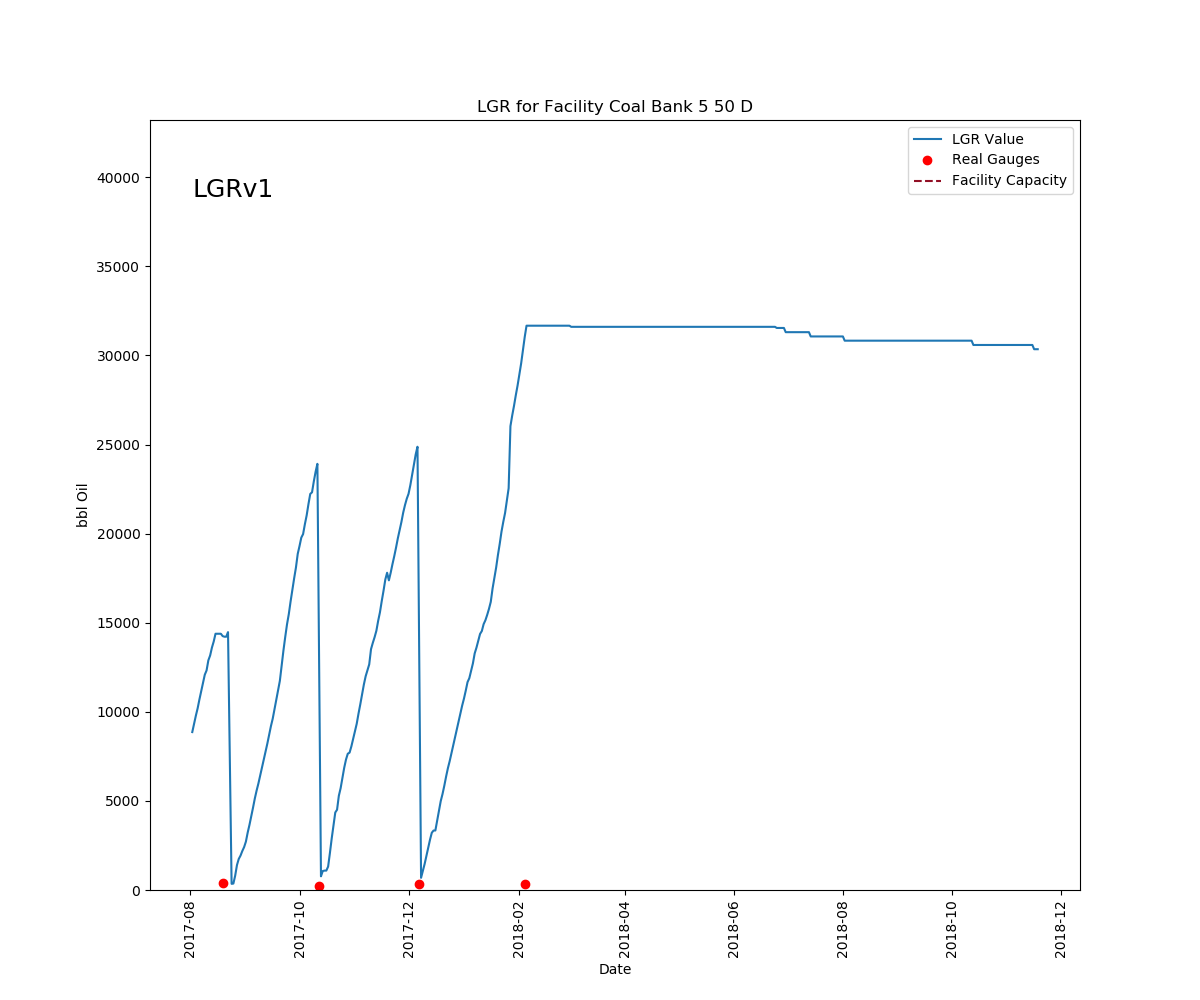 LGR for Facility Coal Bank 5 50 D
LGR Value
Real Gauges
Facility Capacity
LGRv1
40000
35000
30000
25000
20000
15000
10000
5000
0
bbl Oil
2017-08
2017-10
2017-12
2018-02
2018-04
2018-06
2018-08
2018-10
2018-12
Date